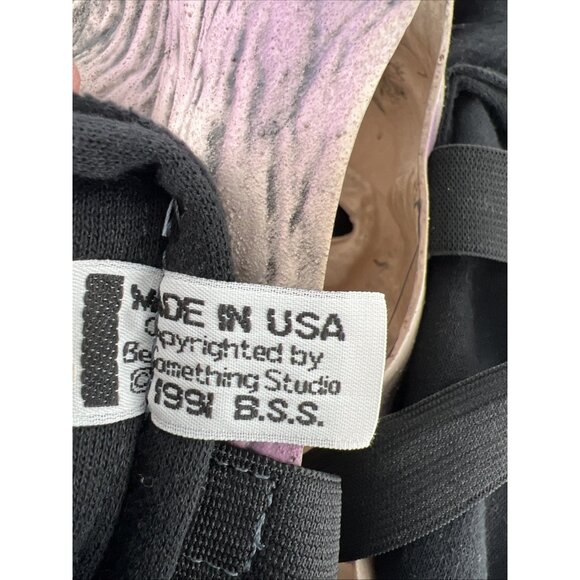 MADE IN USA
Copyrighted by
Be Something Studio
© 1991 B.S.S.